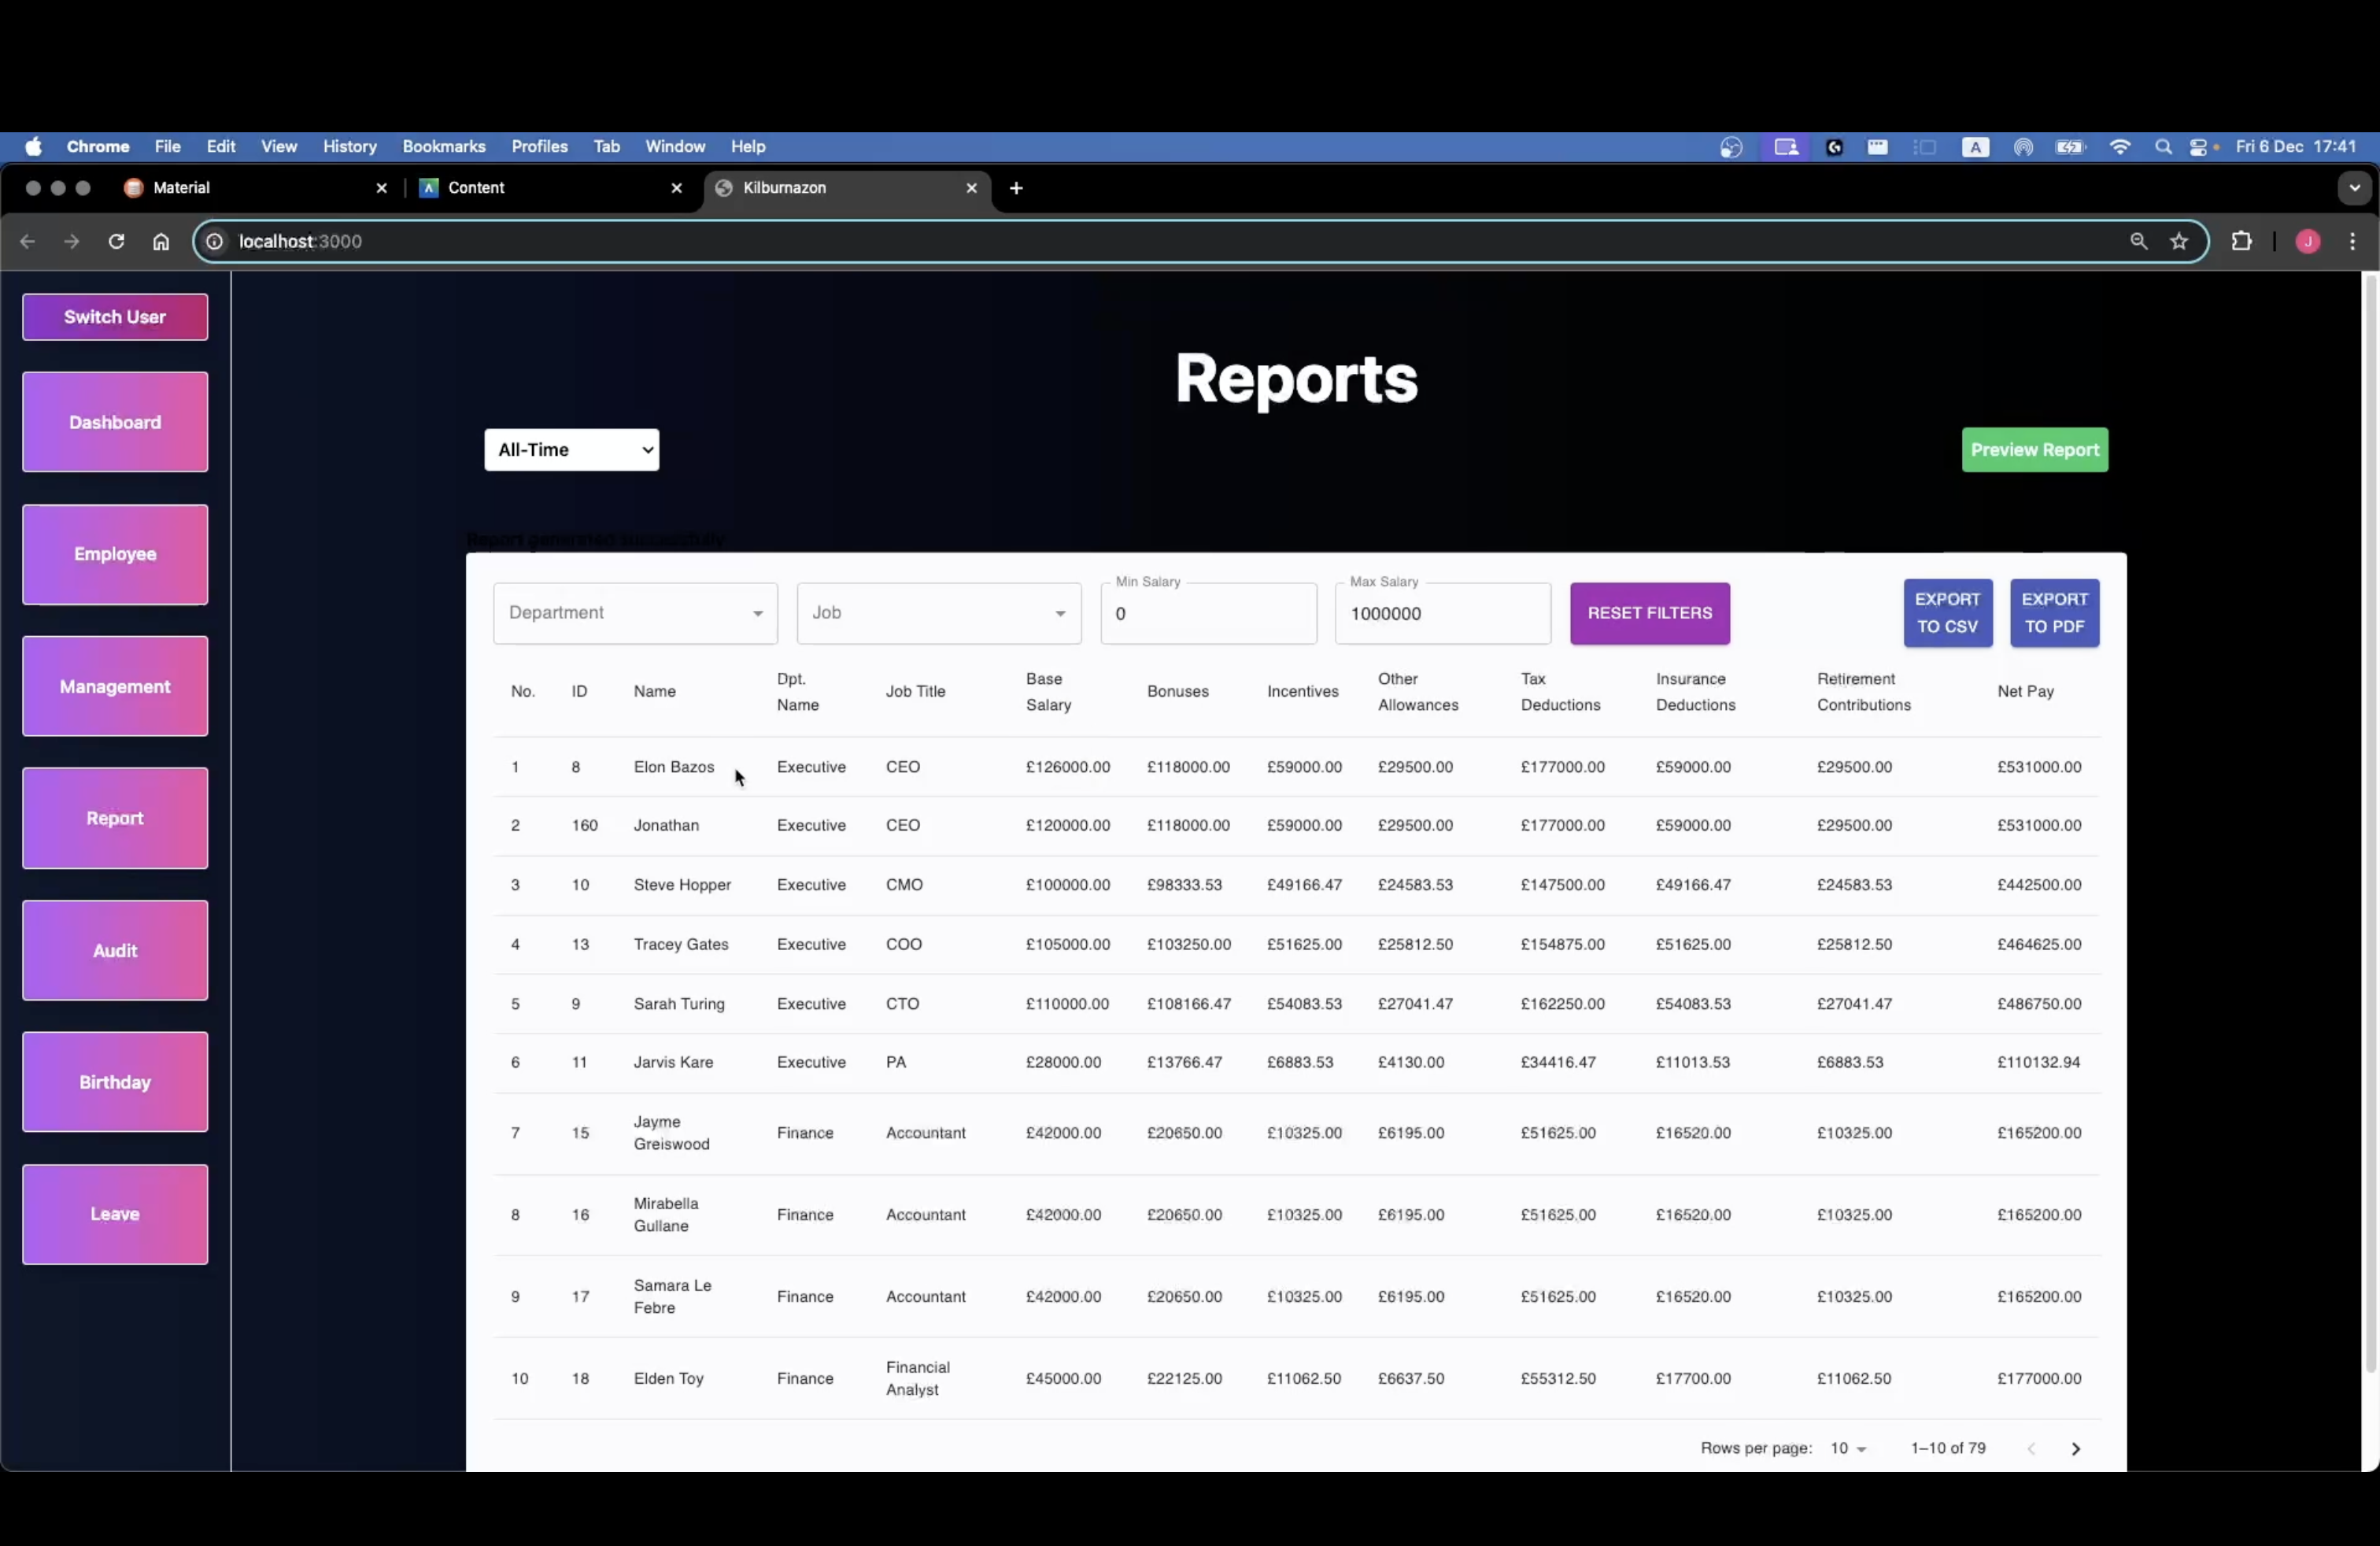 Chrome File Edit View History Bookmarks Profiles Tab Window Help A Fri 6 Dec 17:41
Material Content Kilburnazon
localhost:3000 J
Switch User
Dashboard
Employee
Management
Report
Audit
Birthday
Leave
Reports
All-Time Preview Report
Report generated successfully
Department Job Min Salary 0 Max Salary 1000000 RESET FILTERS EXPORT TO CSV EXPORT TO PDF
No. ID Name Dpt. Name Job Title Base Salary Bonuses Incentives Other Allowances Tax Deductions Insurance Deductions Retirement Contributions Net Pay
1 8 Elon Bazos Executive CEO £126000.00 £118000.00 £59000.00 £29500.00 £177000.00 £59000.00 £29500.00 £531000.00
2 160 Jonathan Executive CEO £120000.00 £118000.00 £59000.00 £29500.00 £177000.00 £59000.00 £29500.00 £531000.00
3 10 Steve Hopper Executive CMO £100000.00 £98333.53 £49166.47 £24583.53 £147500.00 £49166.47 £24583.53 £442500.00
4 13 Tracey Gates Executive COO £105000.00 £103250.00 £51625.00 £25812.50 £154875.00 £51625.00 £25812.50 £464625.00
5 9 Sarah Turing Executive CTO £110000.00 £108166.47 £54083.53 £27041.47 £162250.00 £54083.53 £27041.47 £486750.00
6 11 Jarvis Kare Executive PA £28000.00 £13766.47 £6883.53 £4130.00 £34416.47 £11013.53 £6883.53 £110132.94
7 15 Jayme Greiswood Finance Accountant £42000.00 £20650.00 £10325.00 £6195.00 £51625.00 £16520.00 £10325.00 £165200.00
8 16 Mirabella Gullane Finance Accountant £42000.00 £20650.00 £10325.00 £6195.00 £51625.00 £16520.00 £10325.00 £165200.00
9 17 Samara Le Febre Finance Accountant £42000.00 £20650.00 £10325.00 £6195.00 £51625.00 £16520.00 £10325.00 £165200.00
10 18 Elden Toy Finance Financial Analyst £45000.00 £22125.00 £11062.50 £6637.50 £55312.50 £17700.00 £11062.50 £177000.00
Rows per page: 10 1–10 of 79